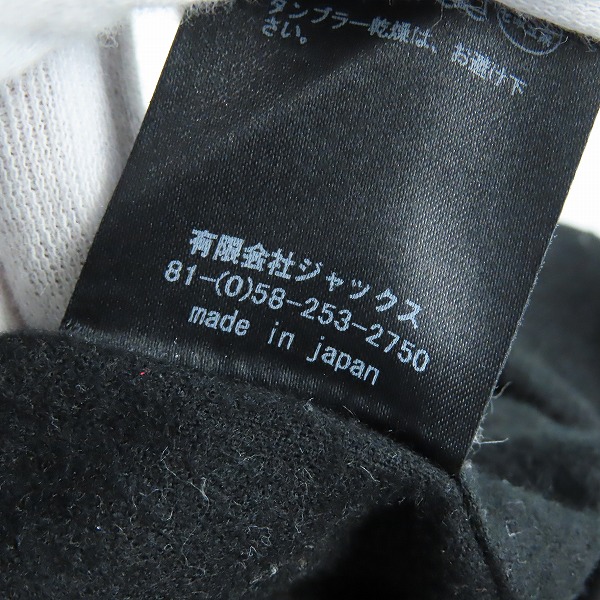 タンブラー乾燥は、お避け下
さい。
有限会社ジャックス
81-(0)58-253-2750
made in japan